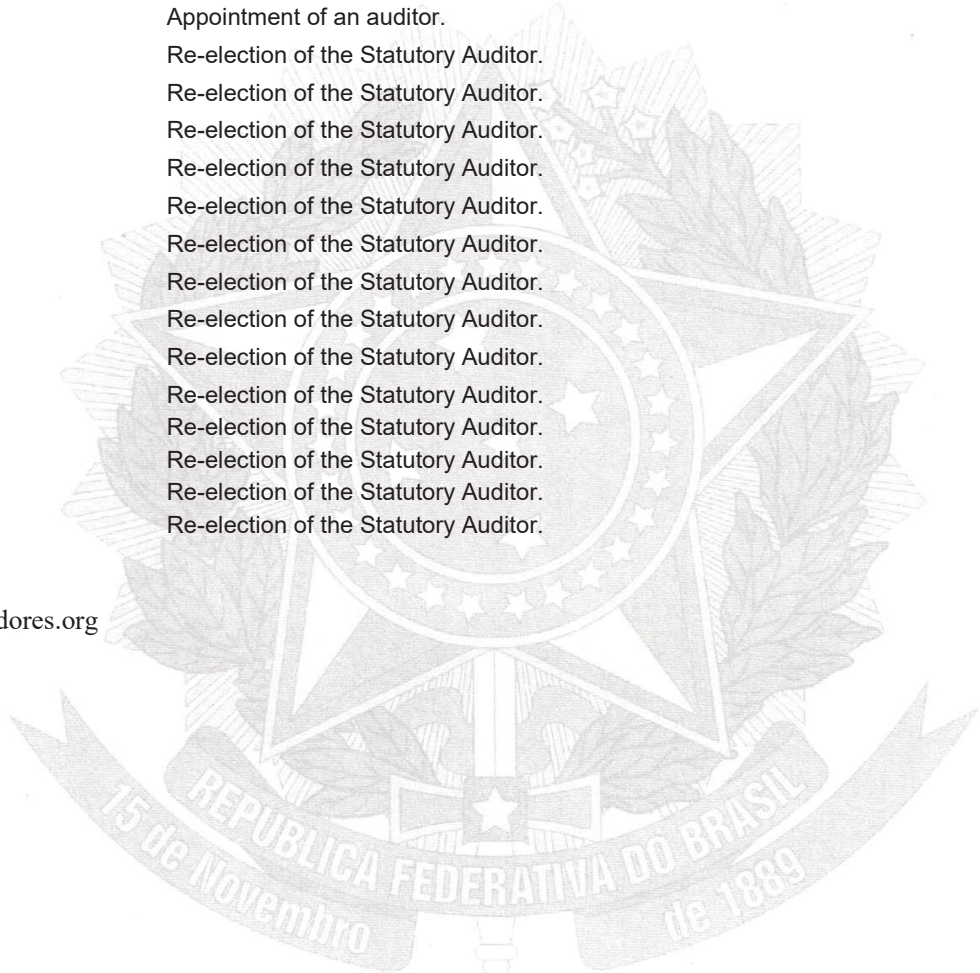 Appointment of an auditor.
Re-election of the Statutory Auditor.
Re-election of the Statutory Auditor.
Re-election of the Statutory Auditor.
Re-election of the Statutory Auditor.
Re-election of the Statutory Auditor.
Re-election of the Statutory Auditor.
Re-election of the Statutory Auditor.
Re-election of the Statutory Auditor.
Re-election of the Statutory Auditor.
Re-election of the Statutory Auditor.
Re-election of the Statutory Auditor.
Re-election of the Statutory Auditor.
Re-election of the Statutory Auditor.
Re-election of the Statutory Auditor.
dores.org
REPUBLICA FEDERATIVA DO BRASIL
15 de Novembro de 1889